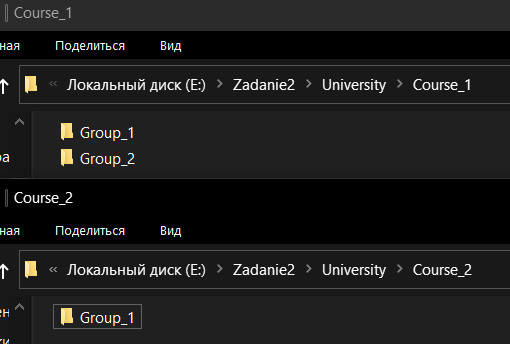 Course_1
ная Поделиться Вид
« Локальный диск (E:) > Zadanie2 > University > Course_1
Group_1
ра Group_2
Course_2
ная Поделиться Вид
« Локальный диск (E:) > Zadanie2 > University > Course_2
ен Group_1